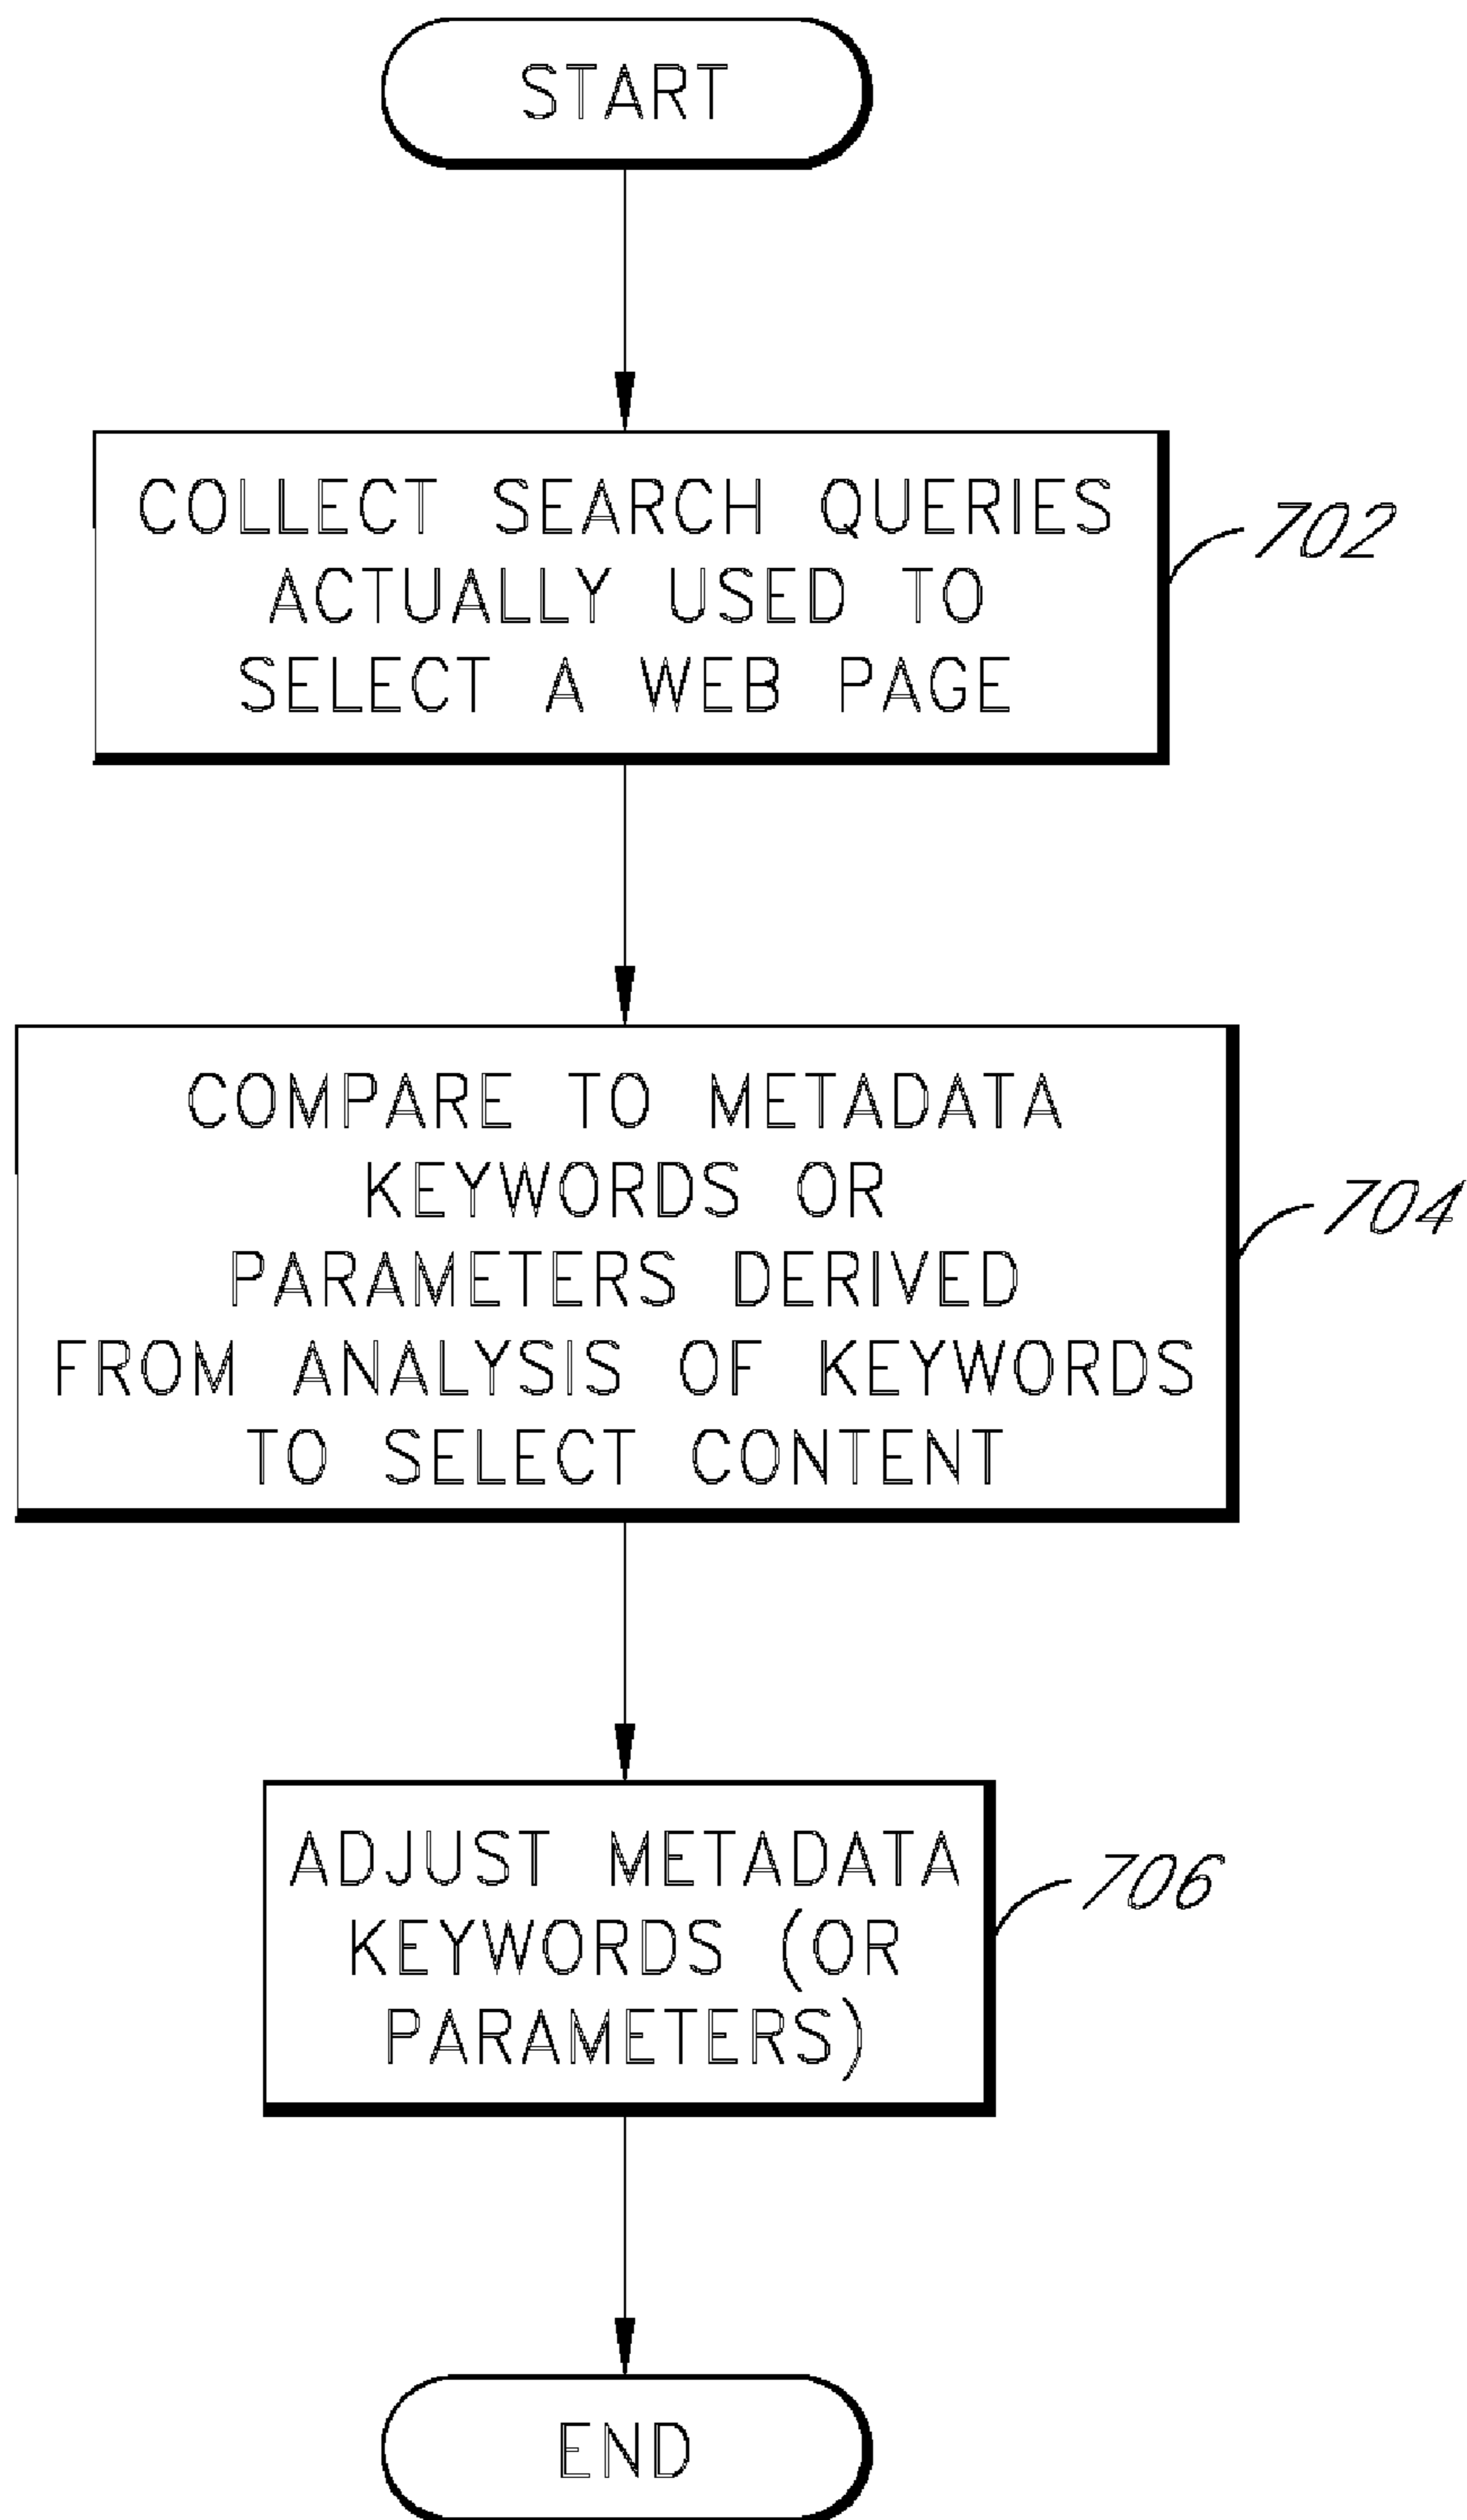 START
COLLECT SEARCH QUERIES
ACTUALLY USED TO
SELECT A WEB PAGE
702
COMPARE TO METADATA
KEYWORDS OR
PARAMETERS DERIVED
FROM ANALYSIS OF KEYWORDS
TO SELECT CONTENT
704
ADJUST METADATA
KEYWORDS (OR
PARAMETERS)
706
END